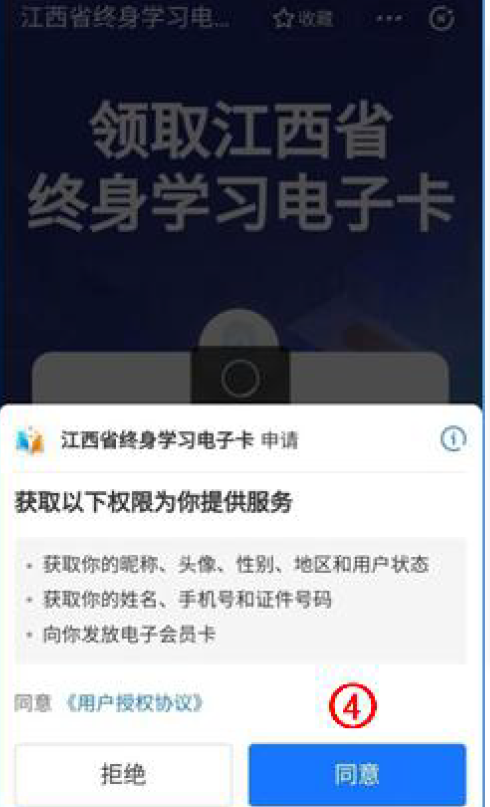 江西省终身学习电... 收藏
领取江西省
终身学习电子卡
江西省终身学习电子卡 申请
获取以下权限为你提供服务
• 获取你的昵称、头像、性别、地区和用户状态
• 获取你的姓名、手机号和证件号码
• 向你发放电子会员卡
同意《用户授权协议》
④
拒绝 同意